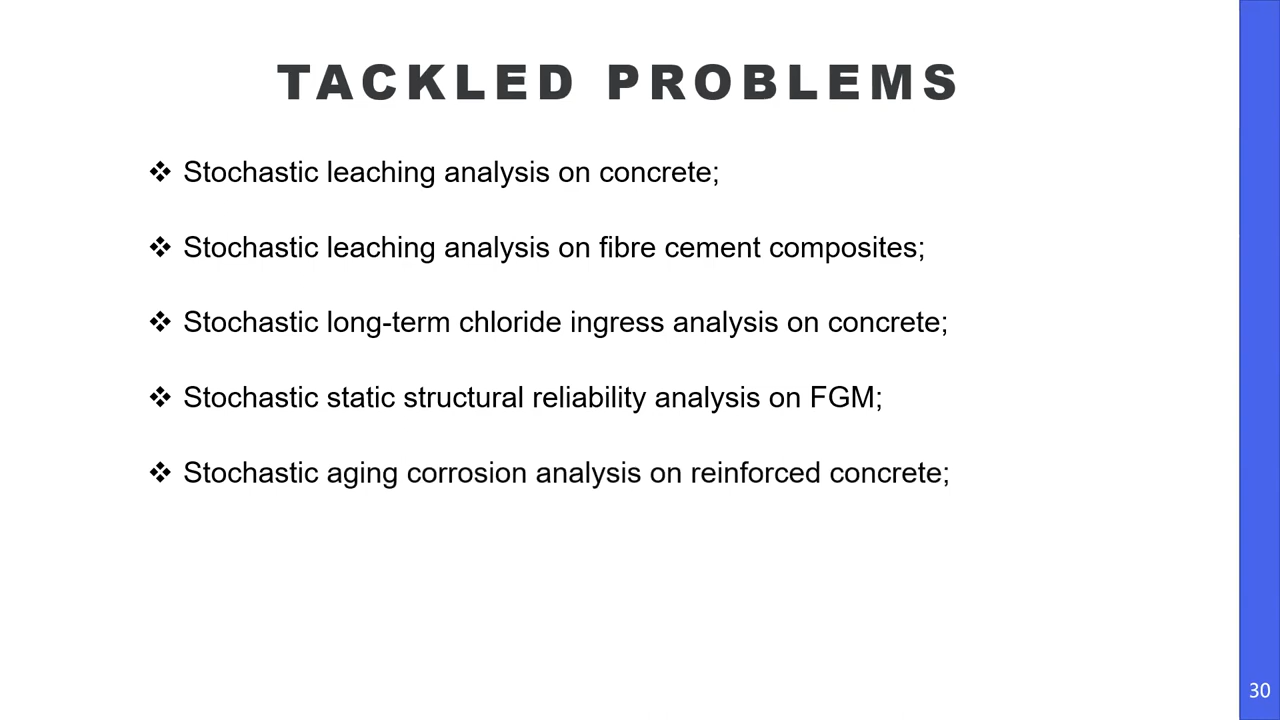 TACKLED PROBLEMS
❖ Stochastic leaching analysis on concrete;
❖ Stochastic leaching analysis on fibre cement composites;
❖ Stochastic long-term chloride ingress analysis on concrete;
❖ Stochastic static structural reliability analysis on FGM;
❖ Stochastic aging corrosion analysis on reinforced concrete;
30